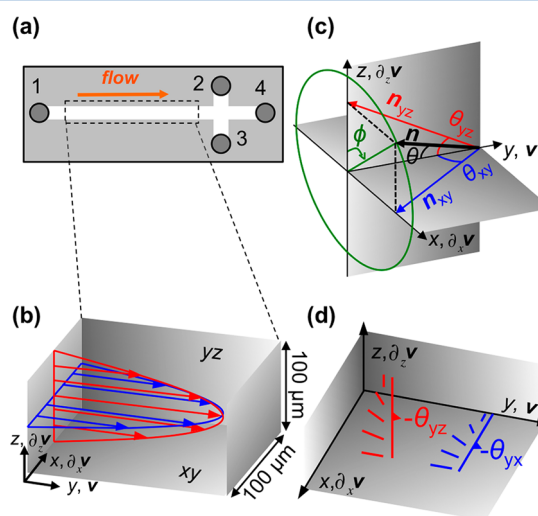 (a)
flow
1
2
4
3
(b)
yz
xy
z, ∂zv
x, ∂xv
y, v
100 μm
100 μm
(c)
z, ∂zv
nyz
θyz
n
ϕ
θ
y, v
θxy
nxy
x, ∂xv
(d)
z, ∂zv
y, v
-θyz
-θyx
x, ∂xv